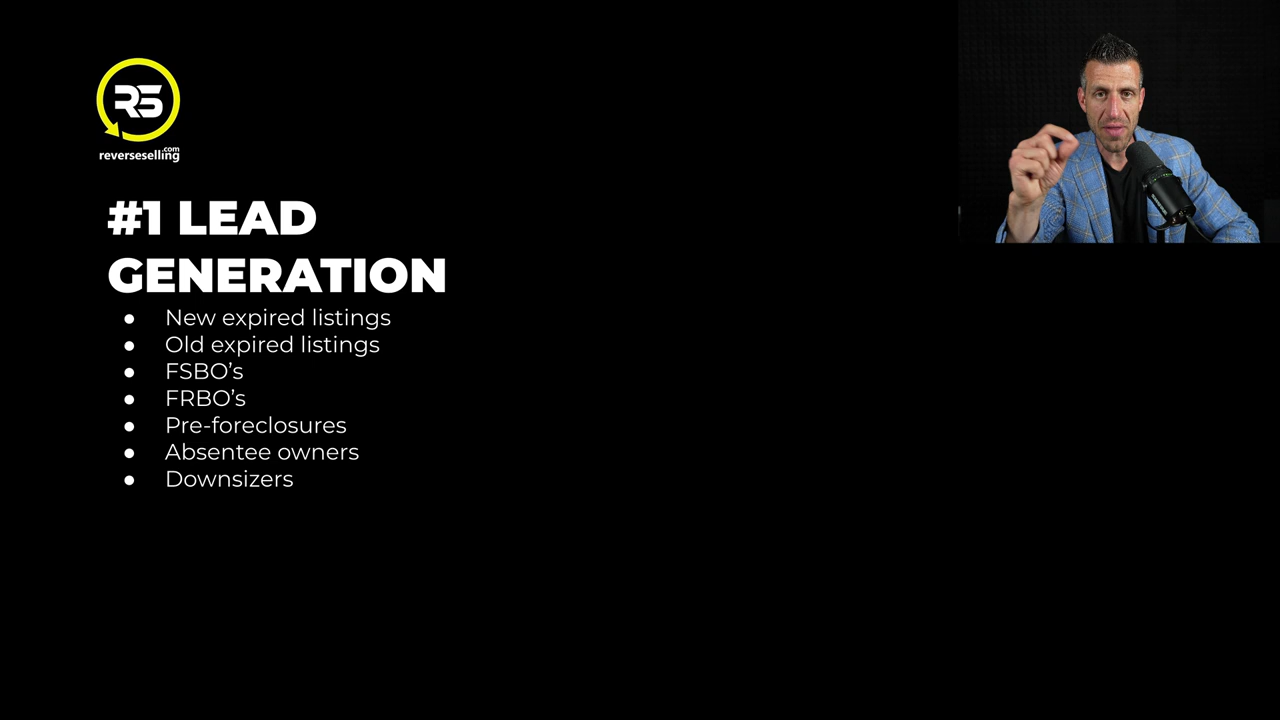 RS
.com
reverseselling
#1 LEAD
GENERATION
● New expired listings
● Old expired listings
● FSBO’s
● FRBO’s
● Pre-foreclosures
● Absentee owners
● Downsizers